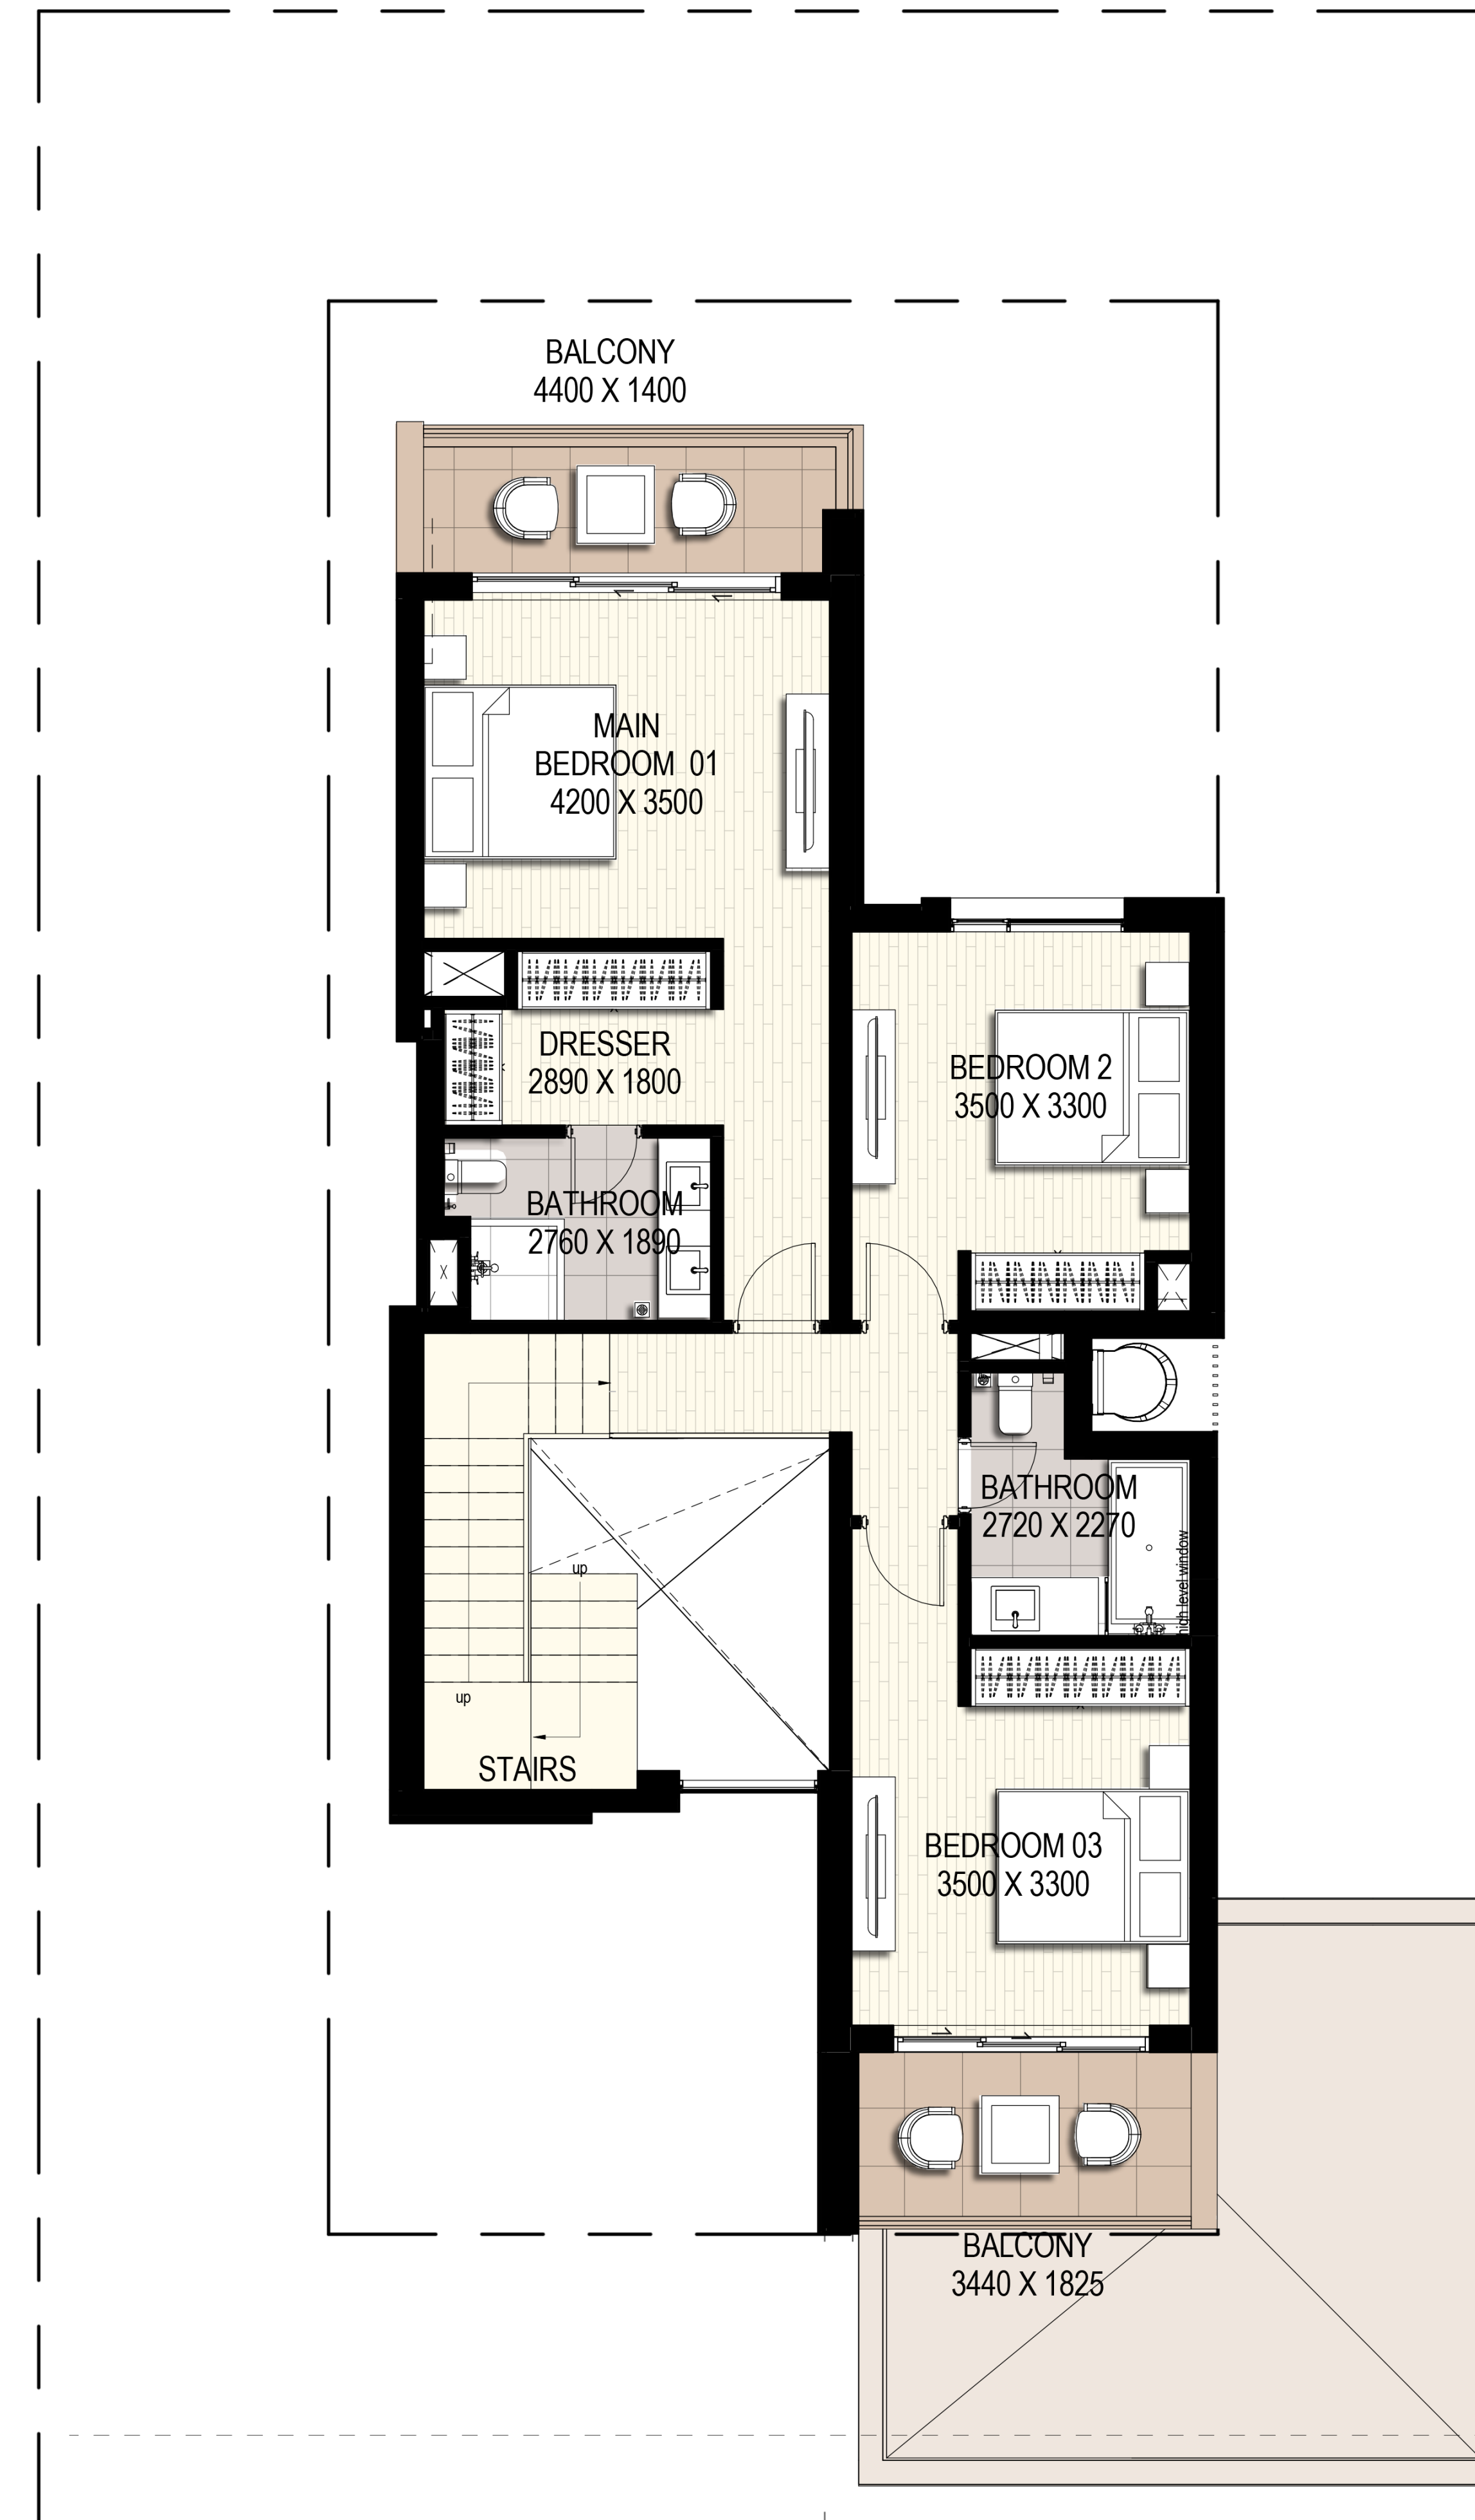 BALCONY
4400 X 1400
MAIN
BEDROOM 01
4200 X 3500
DRESSER
2890 X 1800
BEDROOM 2
3500 X 3300
BATHROOM
2760 X 1890
BATHROOM
2720 X 2270
high level window
up
up
STAIRS
BEDROOM 03
3500 X 3300
BALCONY
3440 X 1825